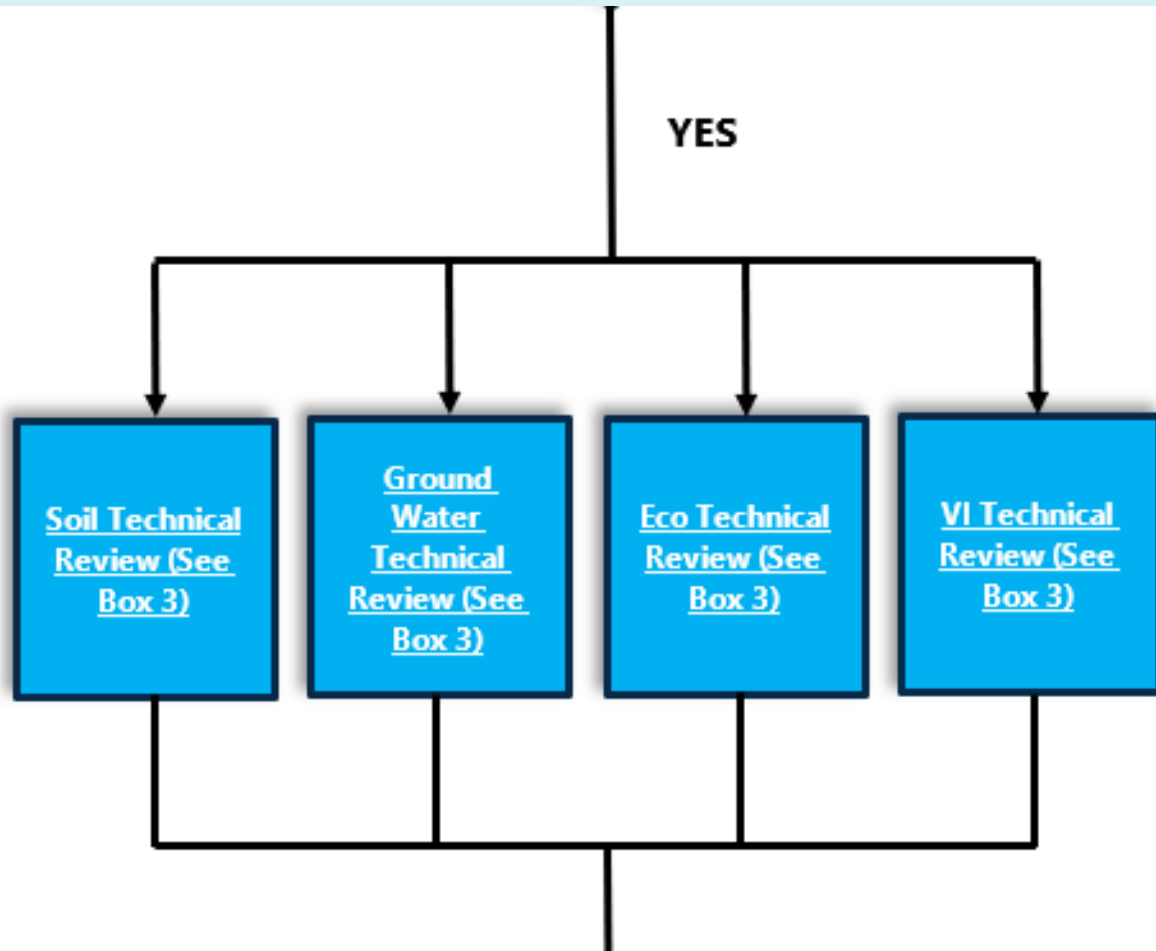 YES
Soil Technical
Review (See
Box 3)
Ground
Water
Technical
Review (See
Box 3)
Eco Technical
Review (See
Box 3)
VI Technical
Review (See
Box 3)